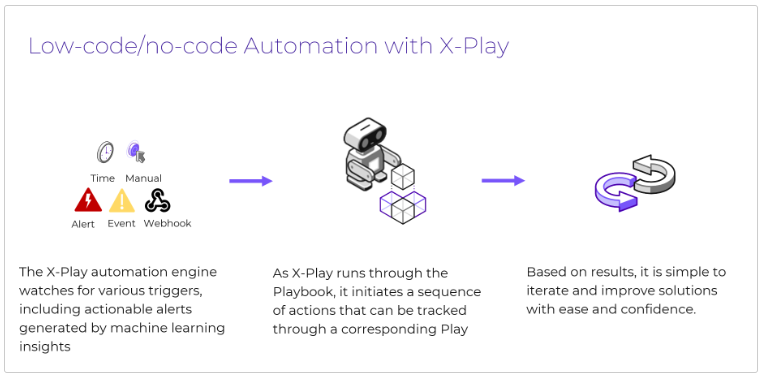 Low-code/no-code Automation with X-Play
Time Manual
Alert Event Webhook
The X-Play automation engine
watches for various triggers,
including actionable alerts
generated by machine learning
insights
As X-Play runs through the
Playbook, it initiates a sequence
of actions that can be tracked
through a corresponding Play
Based on results, it is simple to
iterate and improve solutions
with ease and confidence.